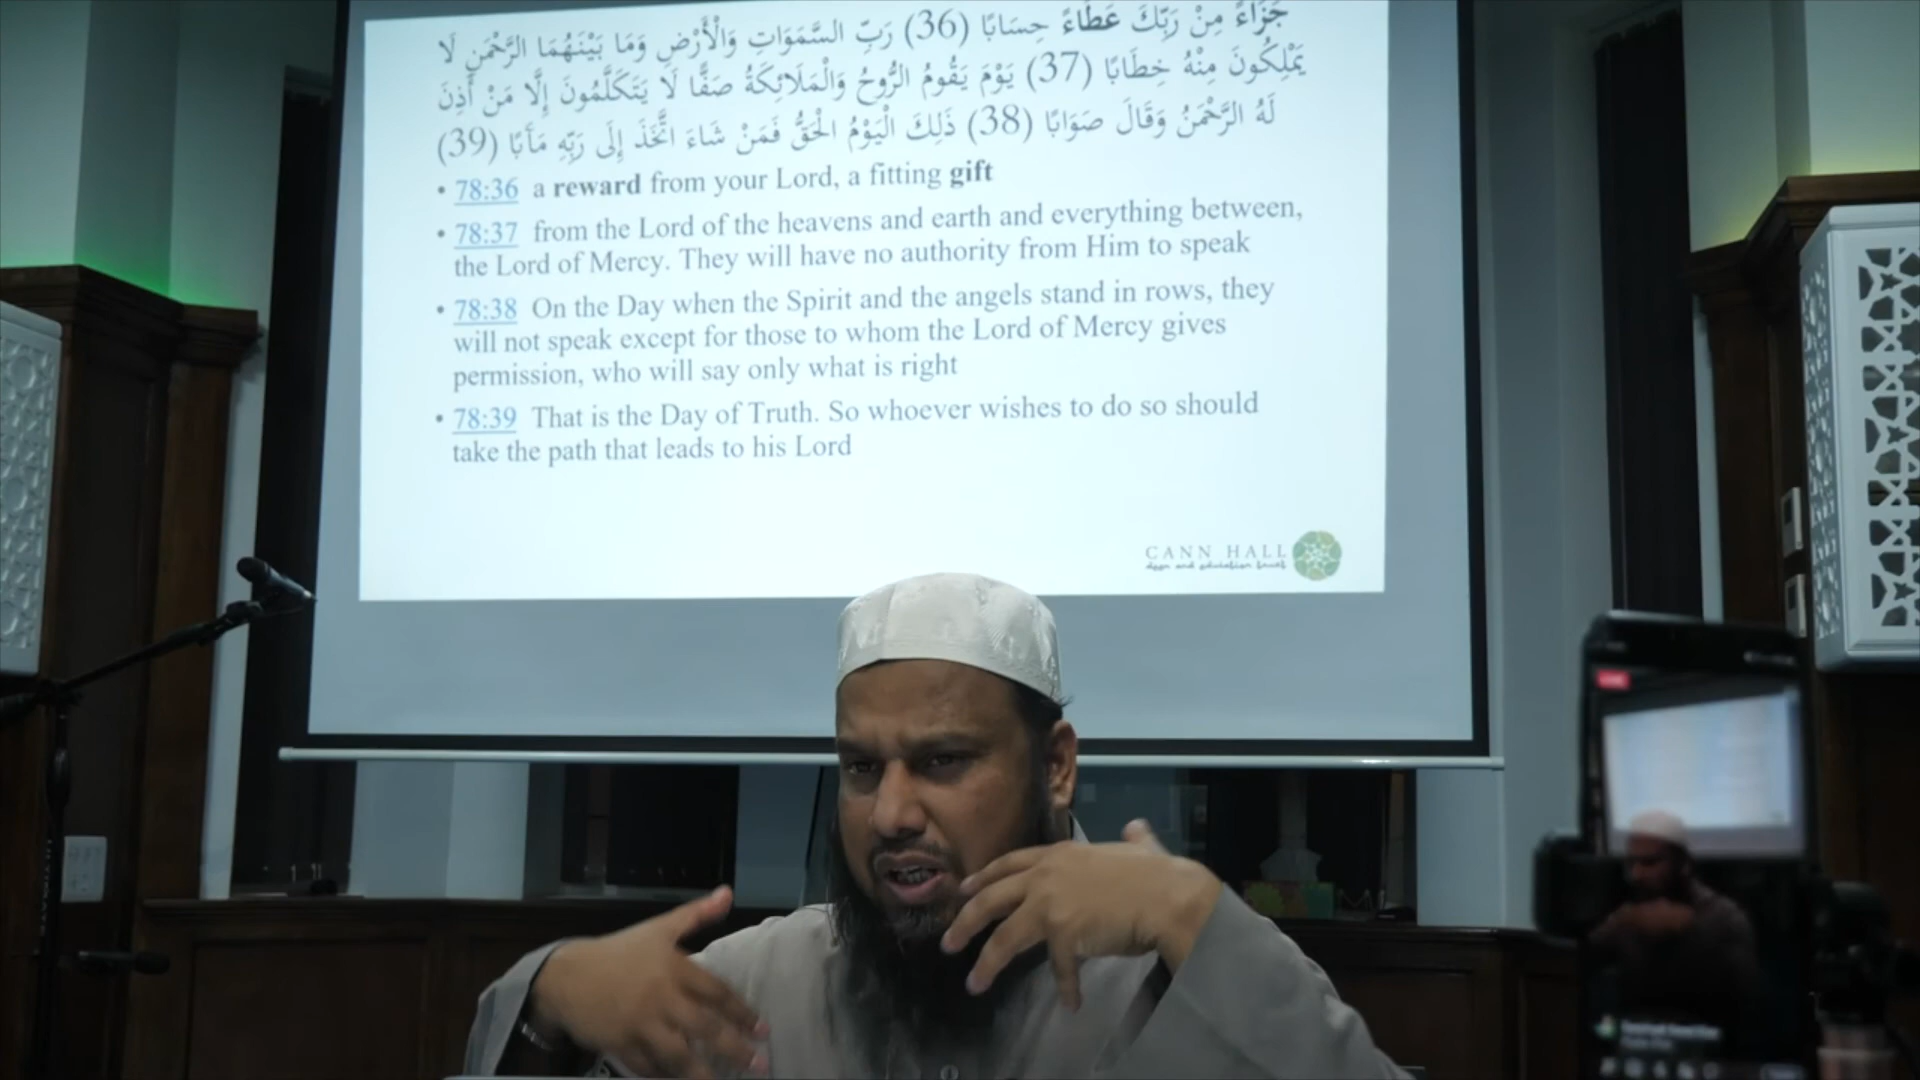 جَزَاءً مِنْ رَبِّكَ عَطَاءً حِسَابًا (36) رَبِّ السَّمَوَاتِ وَالْأَرْضِ وَمَا بَيْنَهُمَا الرَّحْمَنِ لَا
يَمْلِكُونَ مِنْهُ خِطَابًا (37) يَوْمَ يَقُومُ الرُّوحُ وَالْمَلَائِكَةُ صَفًّا لَا يَتَكَلَّمُونَ إِلَّا مَنْ أَذِنَ
لَهُ الرَّحْمَنُ وَقَالَ صَوَابًا (38) ذَلِكَ الْيَوْمُ الْحَقُّ فَمَنْ شَاءَ اتَّخَذَ إِلَى رَبِّهِ مَآبًا (39)
• 78:36 a reward from your Lord, a fitting gift
• 78:37 from the Lord of the heavens and earth and everything between,
the Lord of Mercy. They will have no authority from Him to speak
• 78:38 On the Day when the Spirit and the angels stand in rows, they
will not speak except for those to whom the Lord of Mercy gives
permission, who will say only what is right
• 78:39 That is the Day of Truth. So whoever wishes to do so should
take the path that leads to his Lord
CANN HALL
deen and education trust